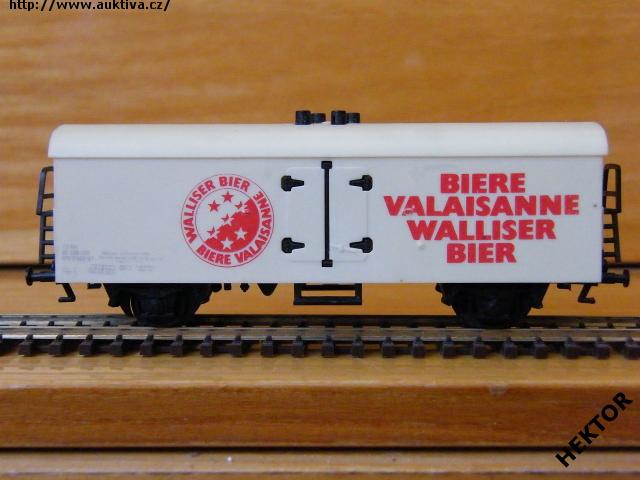 http://www.auktiva.cz/
WALLISER BIER
BIERE VALAISANNE
BIERE
VALAISANNE
WALLISER
BIER
HEKTOR